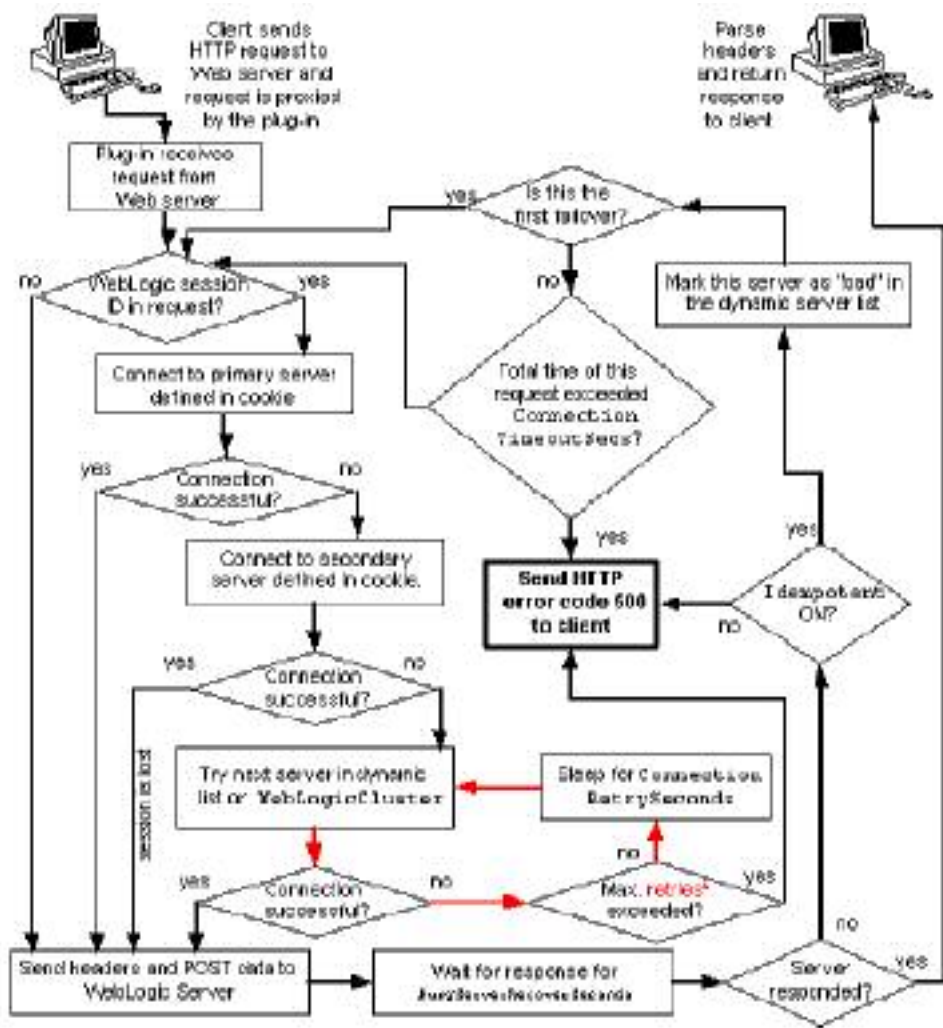 Client sends
HTTP request to
Web server and
request is proxied
by the plug-in
Parse
headers
and return
response
to client
Plug-in receives
request from
Web server
yes
Is this the
first failover?
no
WebLogic session
ID in request?
yes
no
Mark this server as "bad" in
the dynamic server list
Connect to primary server
defined in cookie
Total time of this
request exceeded
Connection
TimeoutSecs?
yes
Connection
successful?
no
yes
yes
Connect to secondary
server defined in cookie.
Send HTTP
error code 500
to client
Idempotent
ON?
no
yes
Connection
successful?
no
session is lost
Try next server in dynamic
list or WebLogicCluster
Sleep for Connection
RetrySeconds
yes
Connection
successful?
no
no
Max. retries
exceeded?
yes
no
Send headers and POST data to
WebLogic Server
Wait for response for
Server
responded?
yes